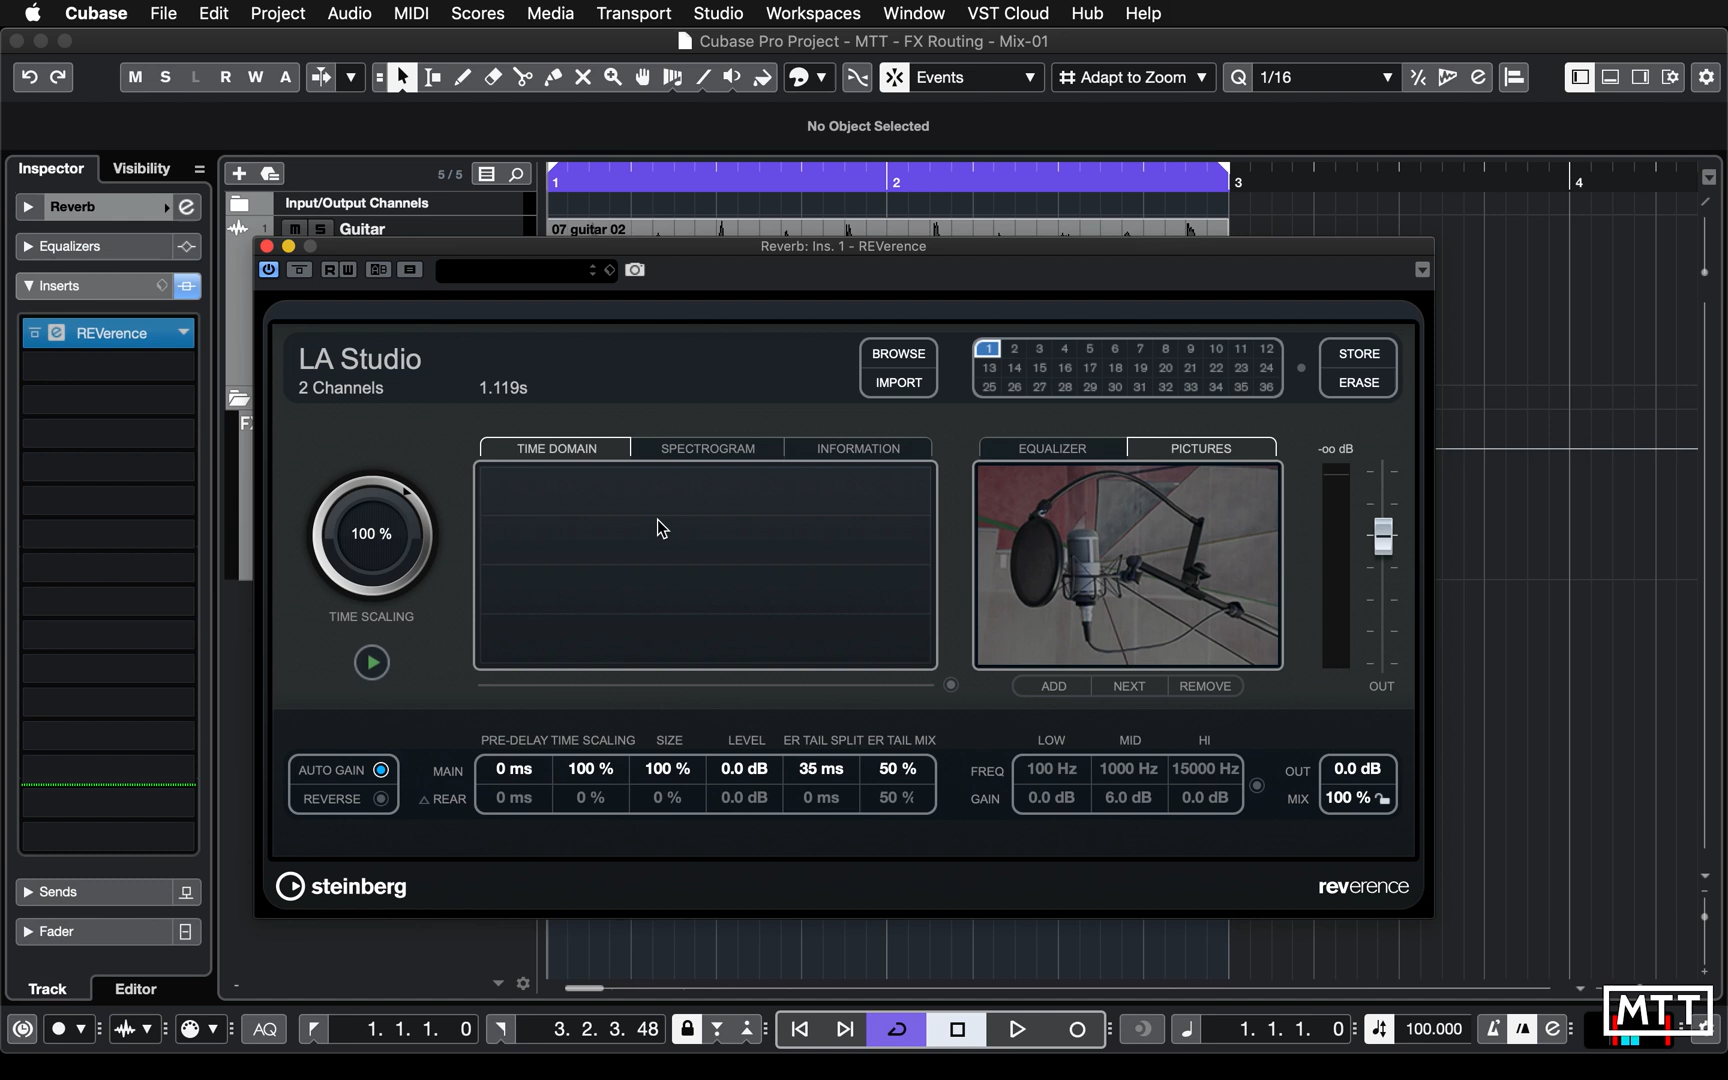 Cubase File Edit Project Audio MIDI Scores Media Transport Studio Workspaces Window VST Cloud Hub Help
Cubase Pro Project - MTT - FX Routing - Mix-01
M S L R W A Events # Adapt to Zoom Q 1/16
No Object Selected
Inspector Visibility
5 / 5
1 2 3 4
Reverb
Input/Output Channels
1 m S Guitar
07 guitar 02
Equalizers
Reverb: Ins. 1 - REVerence
R W
Inserts
REVerence
LA Studio
2 Channels 1.119s
BROWSE
IMPORT
1 2 3 4 5 6 7 8 9 10 11 12
13 14 15 16 17 18 19 20 21 22 23 24
25 26 27 28 29 30 31 32 33 34 35 36
STORE
ERASE
TIME DOMAIN SPECTROGRAM INFORMATION
EQUALIZER PICTURES
-oo dB
100 %
TIME SCALING
ADD NEXT REMOVE
OUT
PRE-DELAY TIME SCALING SIZE LEVEL ER TAIL SPLIT ER TAIL MIX
LOW MID HI
AUTO GAIN
REVERSE
MAIN 0 ms 100 % 100 % 0.0 dB 35 ms 50 %
REAR 0 ms 0 % 0 % 0.0 dB 0 ms 50 %
FREQ 100 Hz 1000 Hz 15000 Hz
GAIN 0.0 dB 6.0 dB 0.0 dB
OUT 0.0 dB
MIX 100 %
steinberg
reverence
Sends
Fader
Track Editor
MTT
AQ 1. 1. 1. 0 3. 2. 3. 48 1. 1. 1. 0 100.000